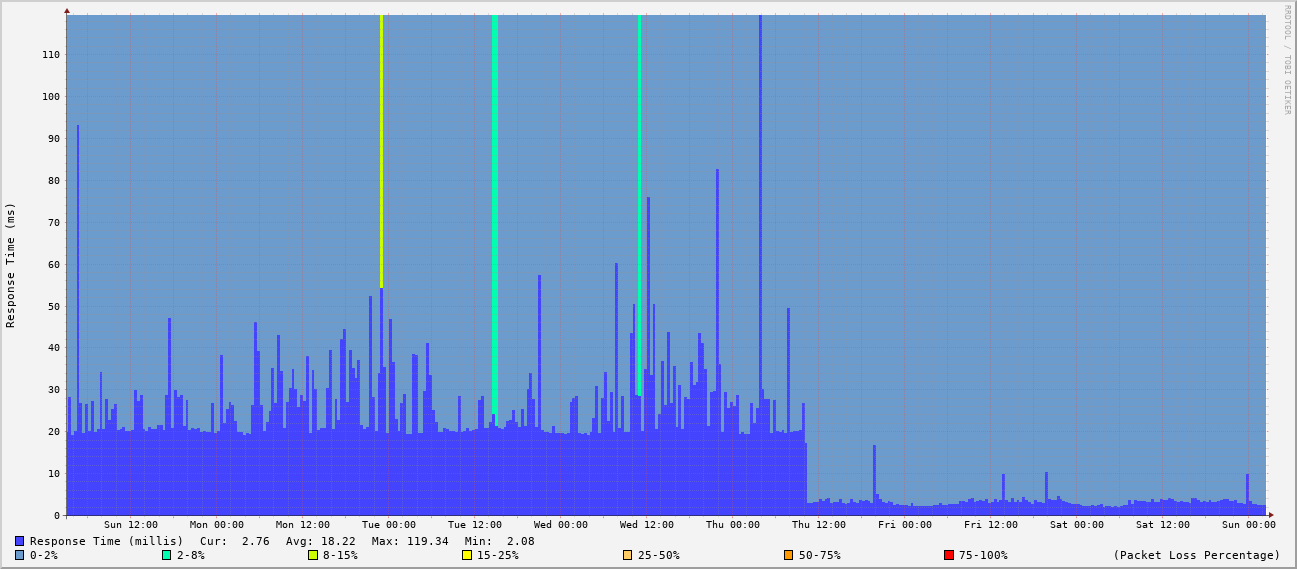 RRDTOOL / TOBI OETIKER
Response Time (ms)
110
100
90
80
70
60
50
40
30
20
10
0
Sun 12:00 Mon 00:00 Mon 12:00 Tue 00:00 Tue 12:00 Wed 00:00 Wed 12:00 Thu 00:00 Thu 12:00 Fri 00:00 Fri 12:00 Sat 00:00 Sat 12:00 Sun 00:00
Response Time (millis) Cur: 2.76 Avg: 18.22 Max: 119.34 Min: 2.08
0-2% 2-8% 8-15% 15-25% 25-50% 50-75% 75-100% (Packet Loss Percentage)